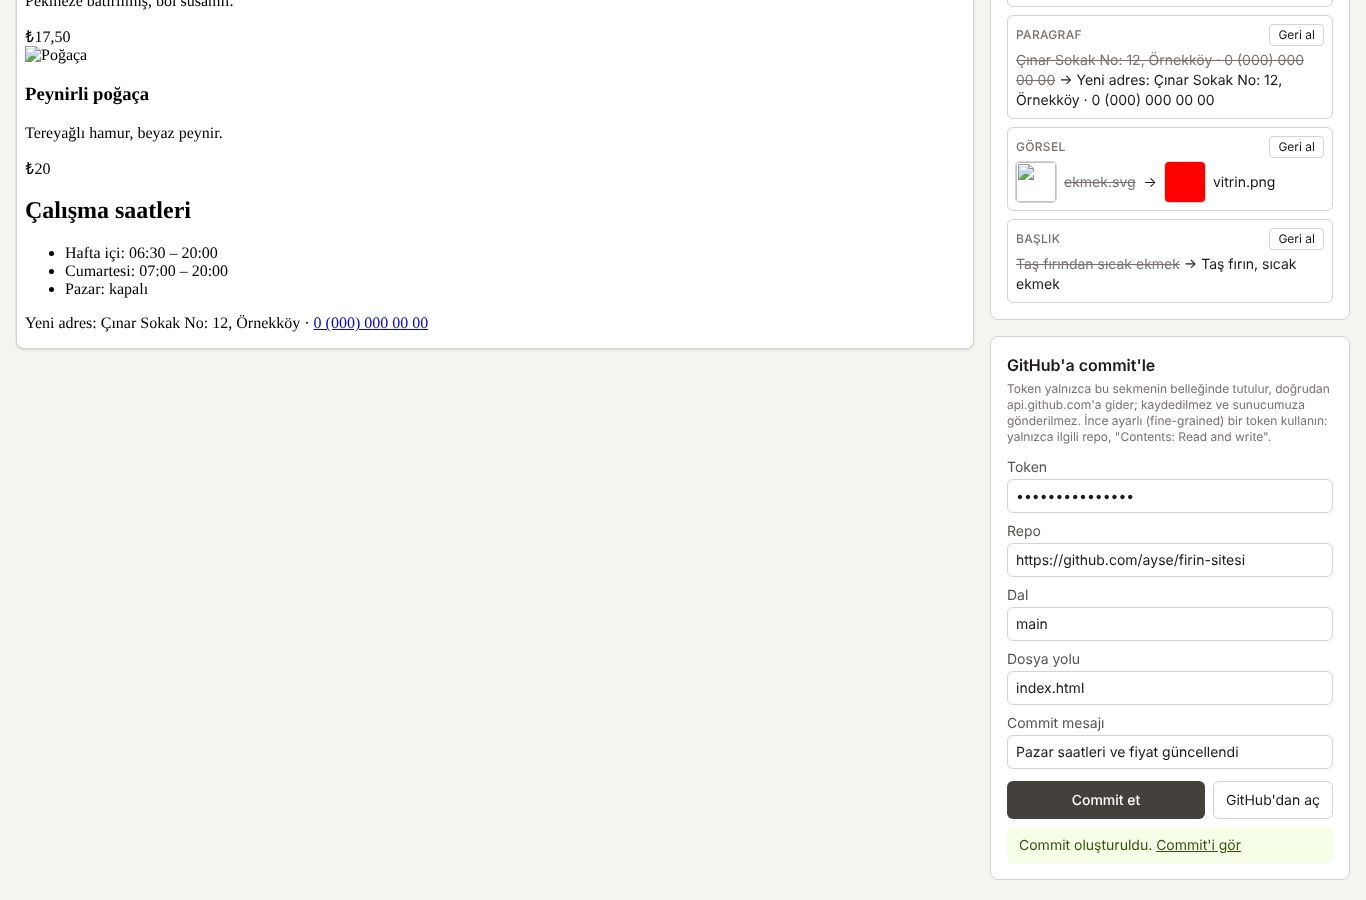 Pekmeze batırılmış, bol susamlı.
₺17,50
Poğaça
Peynirli poğaça
Tereyağlı hamur, beyaz peynir.
₺20
Çalışma saatleri
Hafta içi: 06:30 – 20:00
Cumartesi: 07:00 – 20:00
Pazar: kapalı
Yeni adres: Çınar Sokak No: 12, Örnekköy · 0 (000) 000 00 00
PARAGRAF
Geri al
Çınar Sokak No: 12, Örnekköy · 0 (000) 000
00 00 → Yeni adres: Çınar Sokak No: 12,
Örnekköy · 0 (000) 000 00 00
GÖRSEL
Geri al
ekmek.svg → vitrin.png
BAŞLIK
Geri al
Taş fırından sıcak ekmek → Taş fırın, sıcak
ekmek
GitHub'a commit'le
Token yalnızca bu sekmenin belleğinde tutulur, doğrudan
api.github.com'a gider; kaydedilmez ve sunucumuza
gönderilmez. İnce ayarlı (fine-grained) bir token kullanın:
yalnızca ilgili repo, "Contents: Read and write".
Token
•••••••••••••••
Repo
https://github.com/ayse/firin-sitesi
Dal
main
Dosya yolu
index.html
Commit mesajı
Pazar saatleri ve fiyat güncellendi
Commit et
GitHub'dan aç
Commit oluşturuldu. Commit'i gör